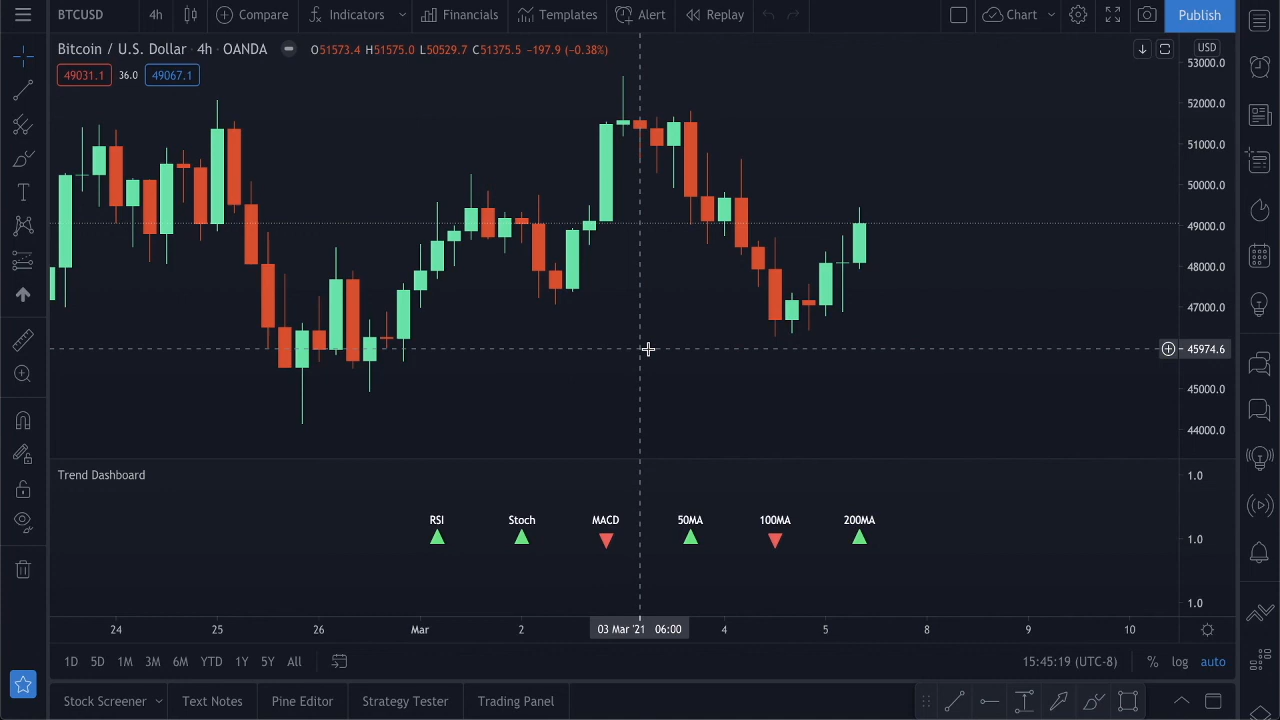 BTCUSD 4h Compare Indicators Financials Templates Alert Replay Chart Publish
Bitcoin / U.S. Dollar · 4h · OANDA O51573.4 H51575.0 L50529.7 C51375.5 -197.9 (-0.38%) USD
49031.1 36.0 49067.1
53000.0
52000.0
51000.0
50000.0
49000.0
48000.0
47000.0
45974.6
45000.0
44000.0
Trend Dashboard 1.0
RSI Stoch MACD 50MA 100MA 200MA
1.0
1.0
24 25 26 Mar 2 03 Mar '21 06:00 4 5 8 9 10
1D 5D 1M 3M 6M YTD 1Y 5Y All 15:45:19 (UTC-8) % log auto
Stock Screener Text Notes Pine Editor Strategy Tester Trading Panel